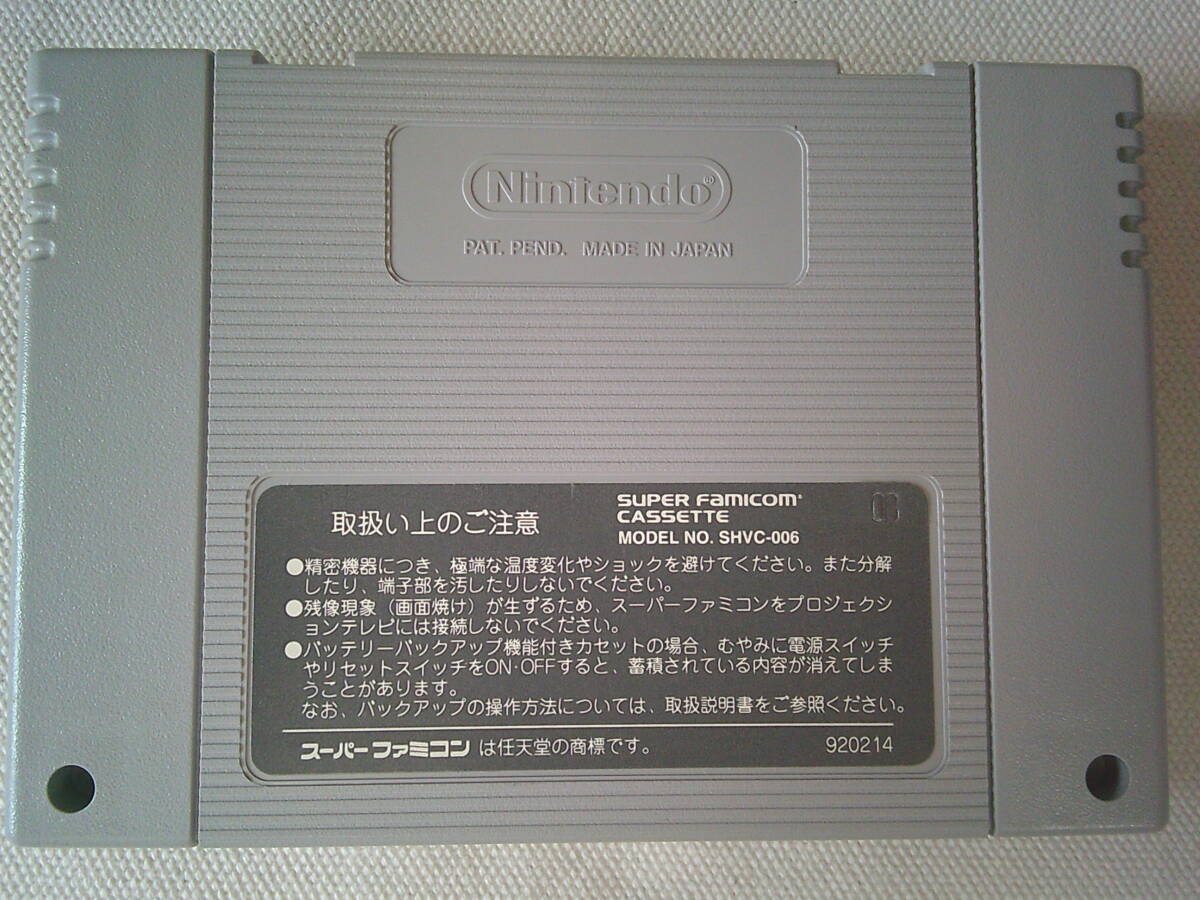 Nintendo®
PAT. PEND. MADE IN JAPAN
取扱い上のご注意
SUPER FAMICOM®
CASSETTE
MODEL NO. SHVC-006
●精密機器につき、極端な温度変化やショックを避けてください。また分解
したり、端子部を汚したりしないでください。
●残像現象（画面焼け）が生ずるため、スーパーファミコンをプロジェクシ
ョンテレビには接続しないでください。
●バッテリーバックアップ機能付きカセットの場合、むやみに電源スイッチ
やリセットスイッチをON·OFFすると、蓄積されている内容が消えてしま
うことがあります。
なお、バックアップの操作方法については、取扱説明書をご参照ください。
スーパーファミコン は任天堂の商標です。
920214